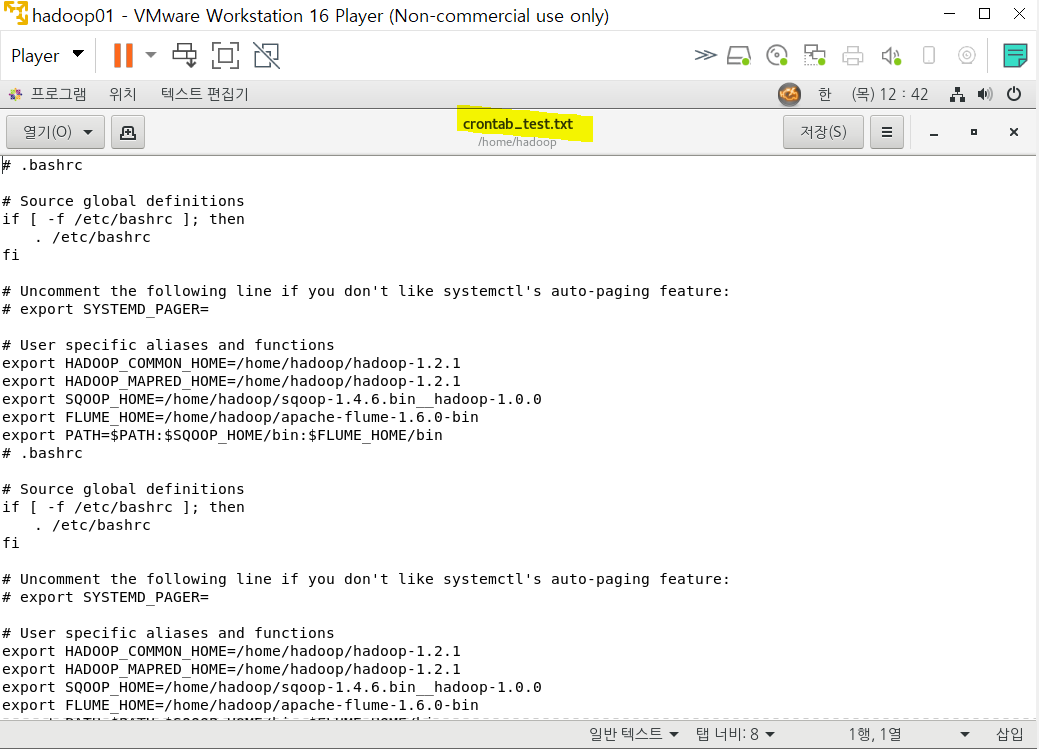 hadoop01 - VMware Workstation 16 Player (Non-commercial use only)
Player
프로그램 위치 텍스트 편집기 한 (목) 12 : 42
열기(O) crontab_test.txt 저장(S)
/home/hadoop
# .bashrc
# Source global definitions
if [ -f /etc/bashrc ]; then
. /etc/bashrc
fi
# Uncomment the following line if you don't like systemctl's auto-paging feature:
# export SYSTEMD_PAGER=
# User specific aliases and functions
export HADOOP_COMMON_HOME=/home/hadoop/hadoop-1.2.1
export HADOOP_MAPRED_HOME=/home/hadoop/hadoop-1.2.1
export SQOOP_HOME=/home/hadoop/sqoop-1.4.6.bin__hadoop-1.0.0
export FLUME_HOME=/home/hadoop/apache-flume-1.6.0-bin
export PATH=$PATH:$SQOOP_HOME/bin:$FLUME_HOME/bin
# .bashrc
# Source global definitions
if [ -f /etc/bashrc ]; then
. /etc/bashrc
fi
# Uncomment the following line if you don't like systemctl's auto-paging feature:
# export SYSTEMD_PAGER=
# User specific aliases and functions
export HADOOP_COMMON_HOME=/home/hadoop/hadoop-1.2.1
export HADOOP_MAPRED_HOME=/home/hadoop/hadoop-1.2.1
export SQOOP_HOME=/home/hadoop/sqoop-1.4.6.bin__hadoop-1.0.0
export FLUME_HOME=/home/hadoop/apache-flume-1.6.0-bin
일반 텍스트 탭 너비: 8 1행, 1열 삽입